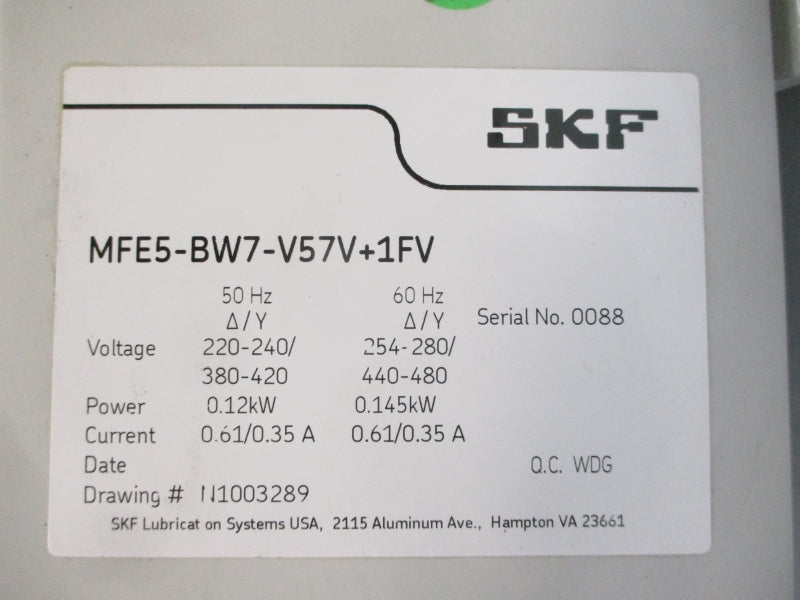 SKF
MFE5-BW7-V57V+1FV
50 Hz 60 Hz
Δ/Y Δ/Y Serial No. 0088
Voltage 220-240/ 254-280/
380-420 440-480
Power 0.12kW 0.145kW
Current 0.61/0.35 A 0.61/0.35 A
Date Q.C. WDG
Drawing # N1003289
SKF Lubricat on Systems USA, 2115 Aluminum Ave., Hampton VA 23661